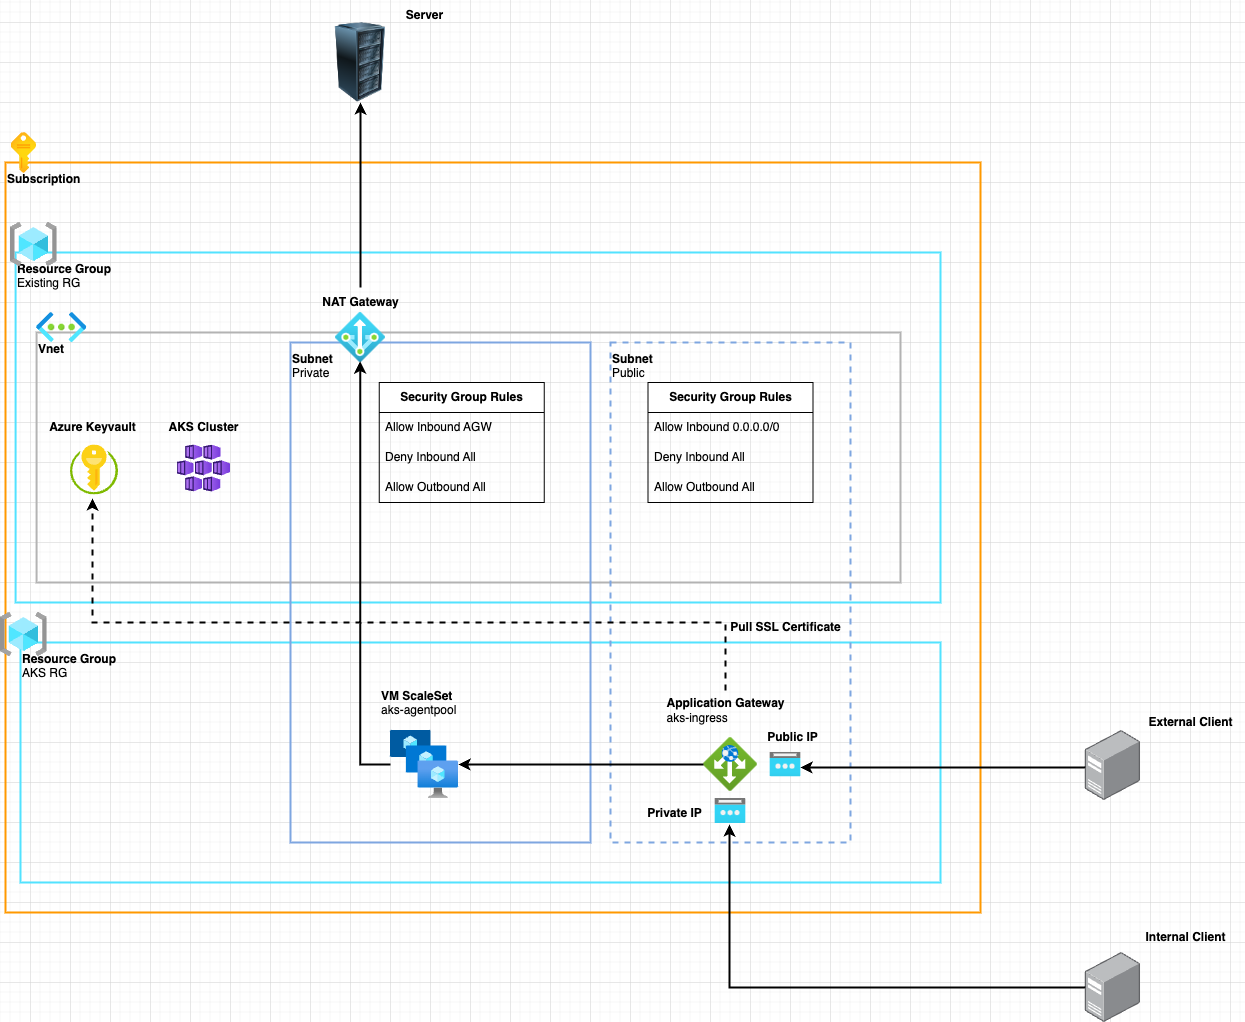 Server
Subscription
Resource Group
Existing RG
NAT Gateway
Vnet
Subnet
Private
Subnet
Public
Security Group Rules
Allow Inbound AGW
Deny Inbound All
Allow Outbound All
Security Group Rules
Allow Inbound 0.0.0.0/0
Deny Inbound All
Allow Outbound All
Azure Keyvault
AKS Cluster
Pull SSL Certificate
Resource Group
AKS RG
VM ScaleSet
aks-agentpool
Application Gateway
aks-ingress
Public IP
Private IP
External Client
Internal Client